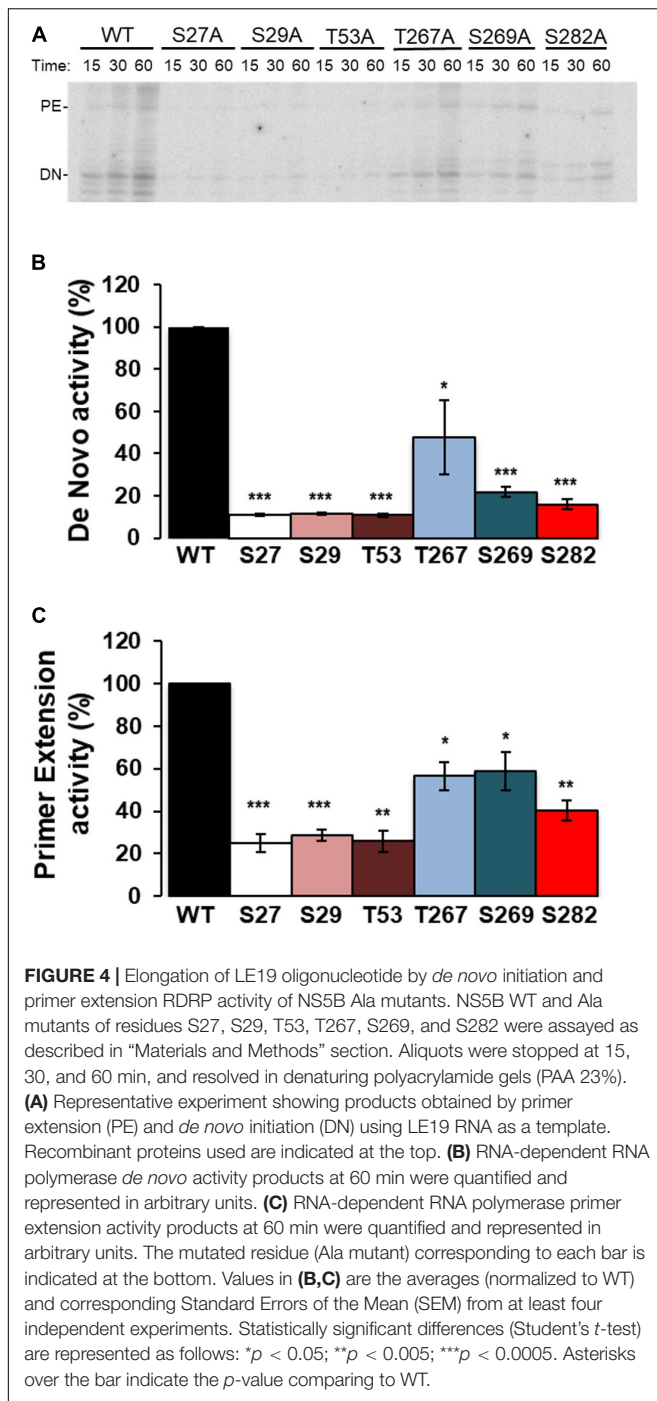 A
WT S27A S29A T53A T267A S269A S282A
Time: 15 30 60 15 30 60 15 30 60 15 30 60 15 30 60 15 30 60 15 30 60
PE-
DN-
B
De Novo activity (%)
120
100
80
60
40
20
0
*** *** *** * *** ***
WT S27 S29 T53 T267 S269 S282
C
Primer Extension
activity (%)
120
100
80
60
40
20
0
*** *** ** * * **
WT S27 S29 T53 T267 S269 S282
FIGURE 4 | Elongation of LE19 oligonucleotide by de novo initiation and
primer extension RDRP activity of NS5B Ala mutants. NS5B WT and Ala
mutants of residues S27, S29, T53, T267, S269, and S282 were assayed as
described in “Materials and Methods” section. Aliquots were stopped at 15,
30, and 60 min, and resolved in denaturing polyacrylamide gels (PAA 23%).
(A) Representative experiment showing products obtained by primer
extension (PE) and de novo initiation (DN) using LE19 RNA as a template.
Recombinant proteins used are indicated at the top. (B) RNA-dependent RNA
polymerase de novo activity products at 60 min were quantified and
represented in arbitrary units. (C) RNA-dependent RNA polymerase primer
extension activity products at 60 min were quantified and represented in
arbitrary units. The mutated residue (Ala mutant) corresponding to each bar is
indicated at the bottom. Values in (B,C) are the averages (normalized to WT)
and corresponding Standard Errors of the Mean (SEM) from at least four
independent experiments. Statistically significant differences (Student’s t-test)
are represented as follows: *p < 0.05; **p < 0.005; ***p < 0.0005. Asterisks
over the bar indicate the p-value comparing to WT.